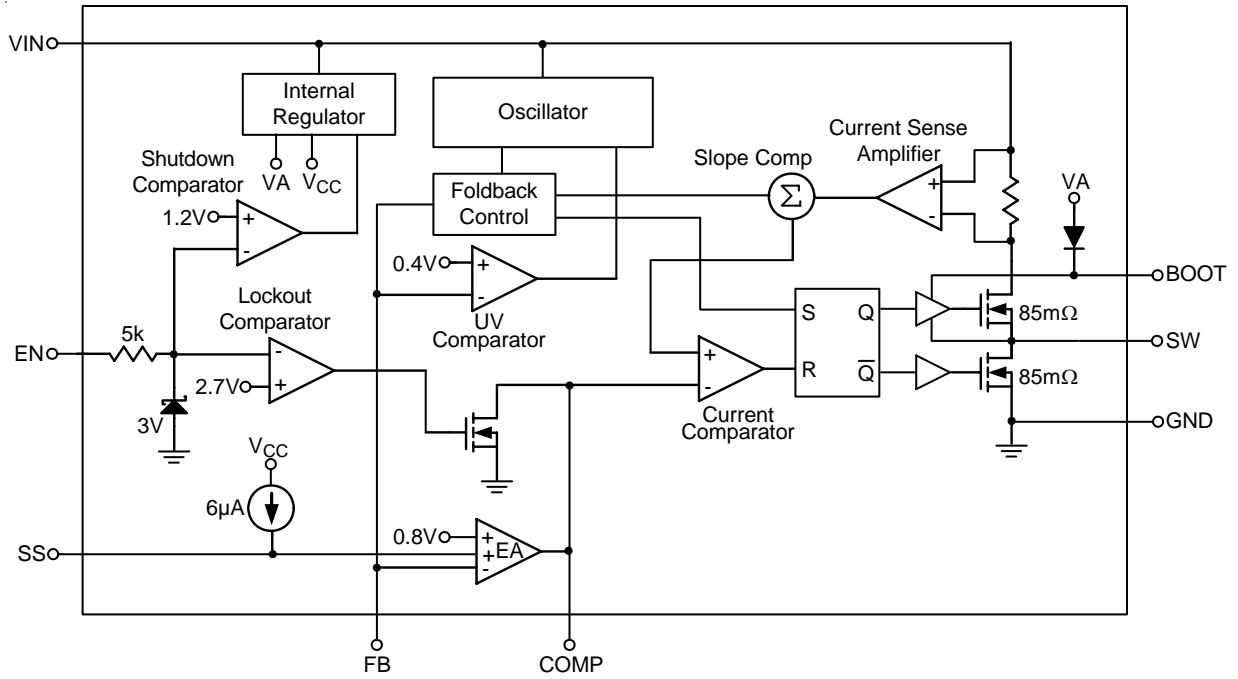 VIN
Internal
Regulator
Oscillator
Current Sense
Amplifier
Shutdown
Comparator
VA
VCC
Slope Comp
+
-
VA
Foldback
Control
Σ
1.2V
+
-
0.4V
+
-
UV
Comparator
BOOT
Lockout
Comparator
S
Q
85mΩ
5k
EN
-
+
2.7V
SW
+
-
R
Q̅
85mΩ
3V
Current
Comparator
GND
VCC
6µA
0.8V
+
+EA
-
SS
FB
COMP